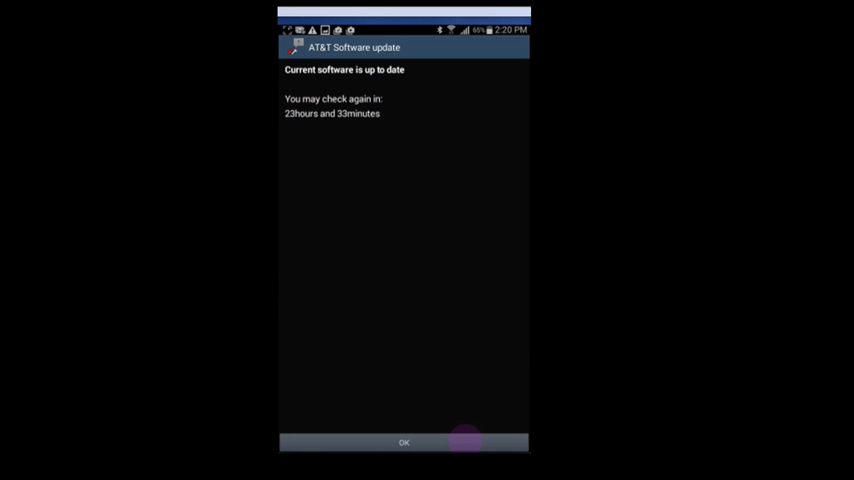 65% 2:20 PM
AT&T Software update
Current software is up to date
You may check again in:
23hours and 33minutes
OK